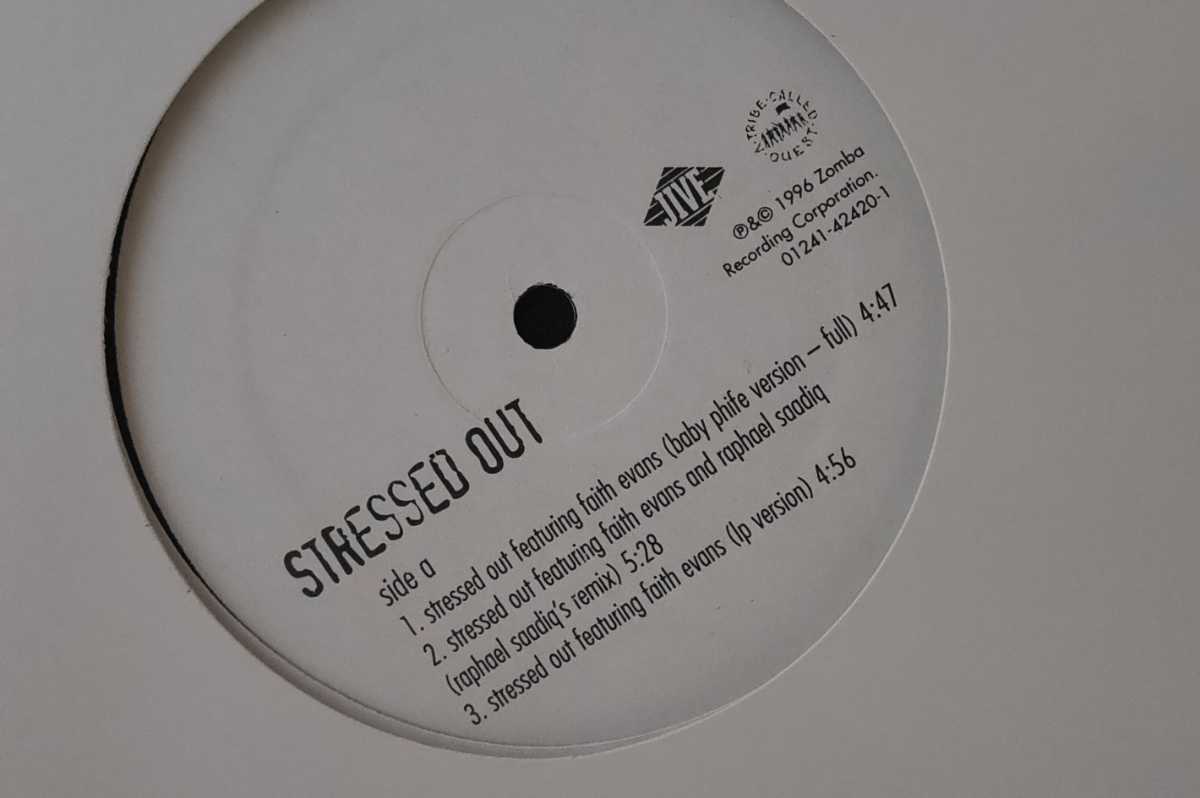 A TRIBE CALLED QUEST
JIVE
℗&© 1996 Zomba
Recording Corporation.
01241-42420-1
STRESSED OUT
side a
1. stressed out featuring faith evans (baby phife version – full) 4:47
2. stressed out featuring faith evans and raphael saadiq
(raphael saadiq's remix) 5:28
3. stressed out featuring faith evans (lp version) 4:56